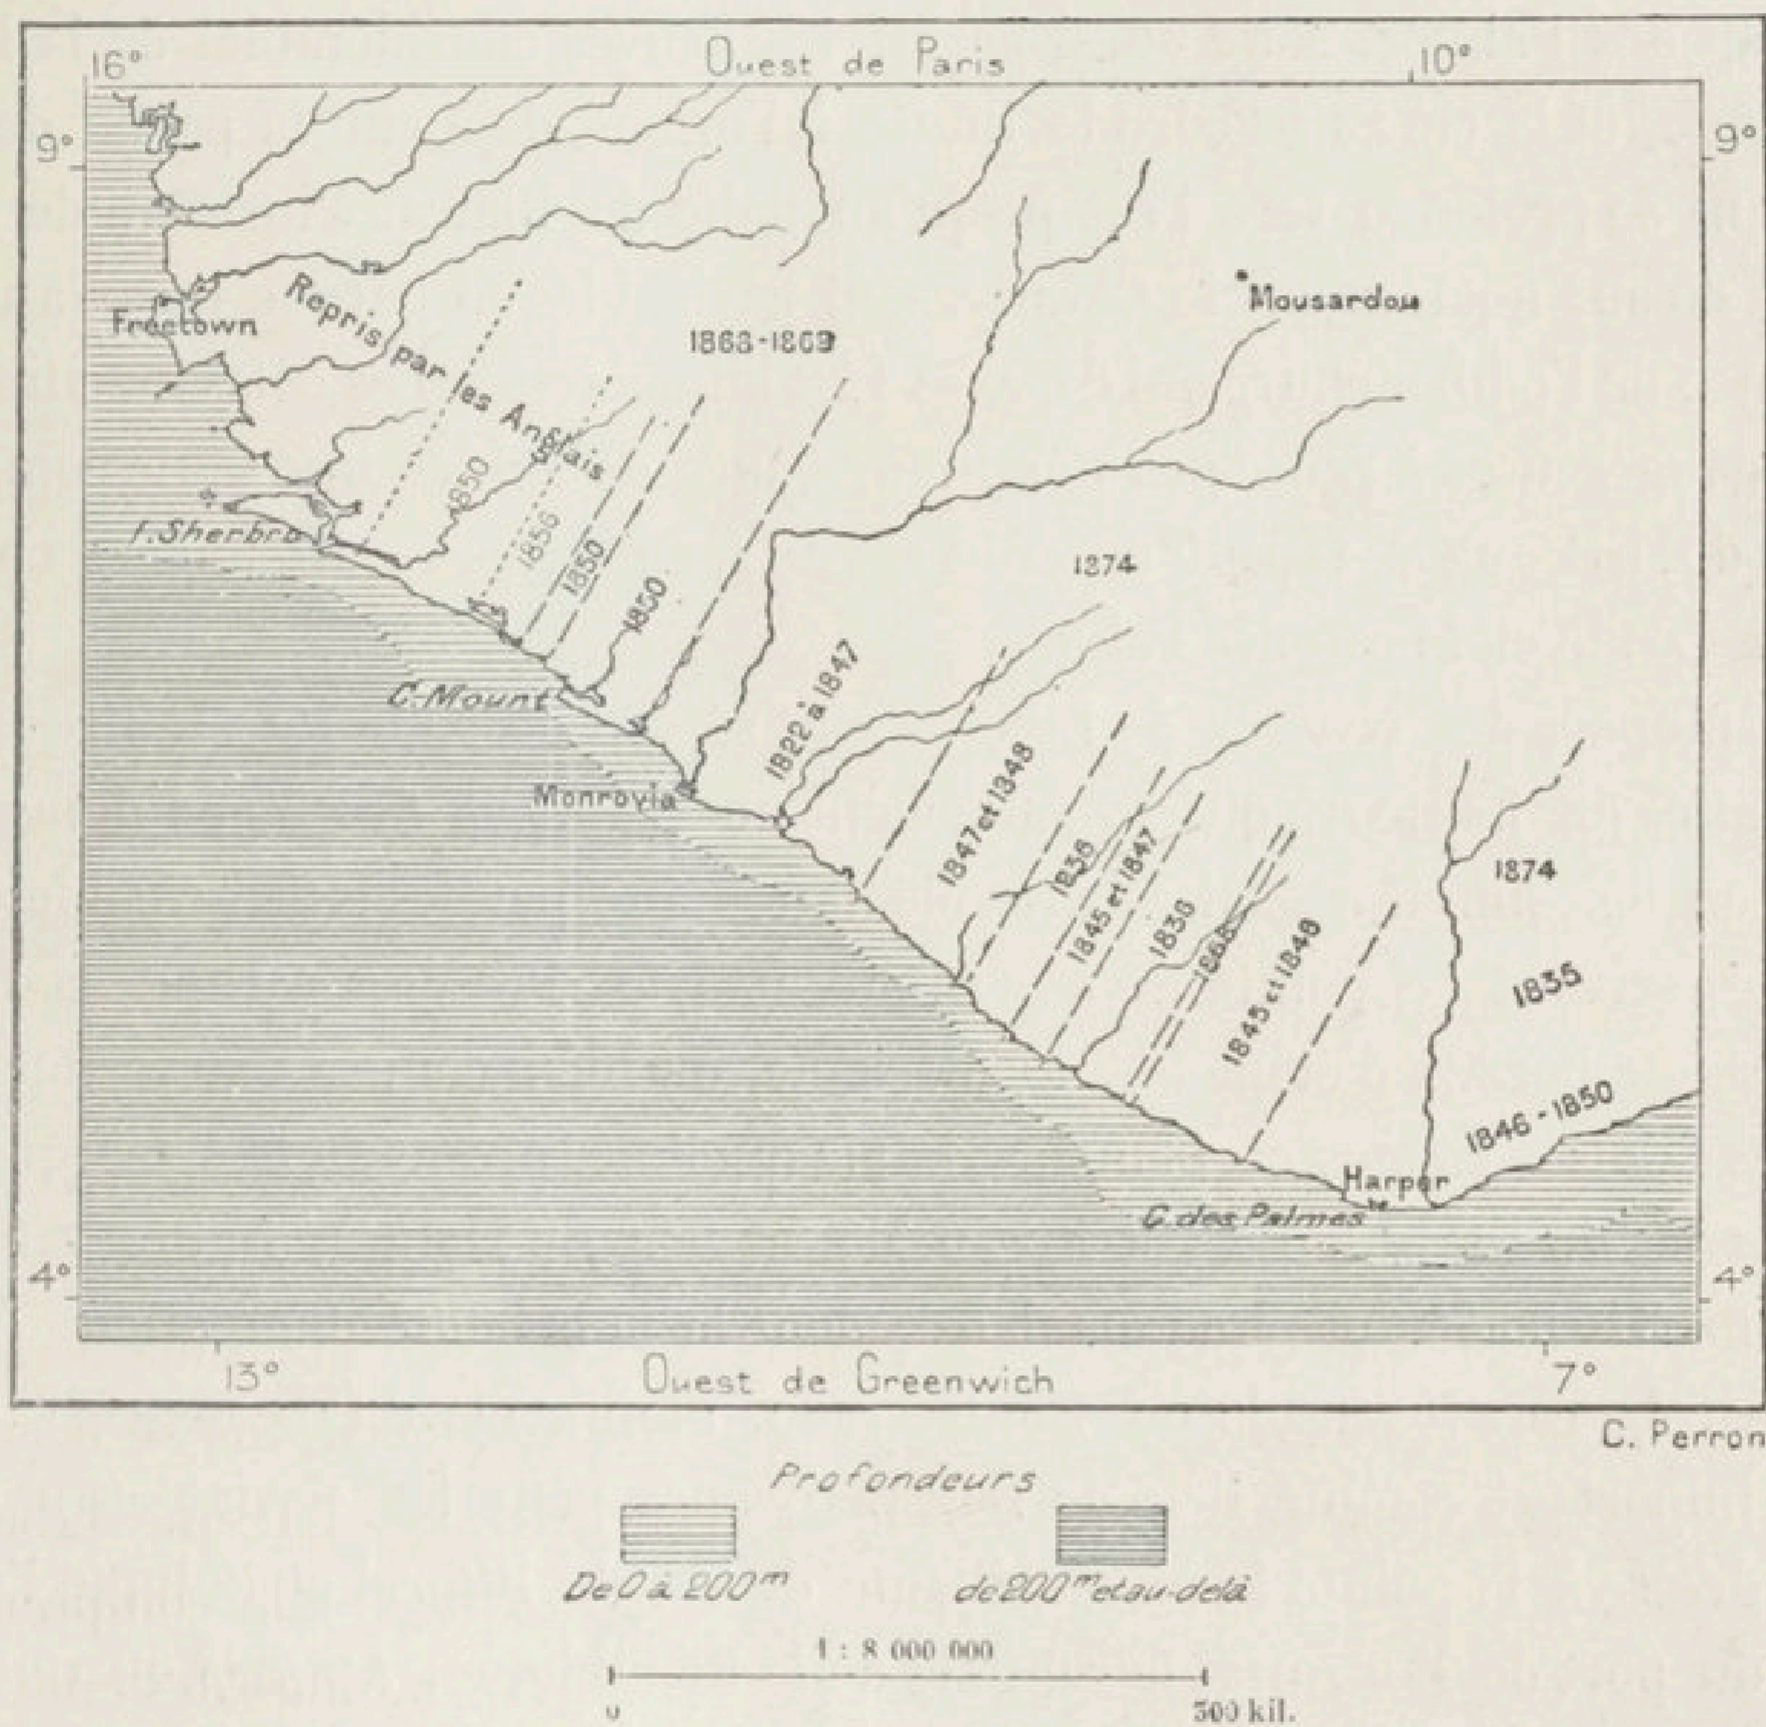 Ouest de Paris
16°
10°
9°
9°
Mousardou
Freetown
Repris par les Anglais
1868-1869
1850
I. Sherbro
1856
1850
1874
1850
1822 à 1847
C. Mount
Monrovia
1847 et 1848
1836
1845 et 1847
1874
1836
1868
1845 et 1846
1835
1846-1850
Harper
C. des Palmes
4°
4°
13°
Ouest de Greenwich
7°
C. Perron
Profondeurs
De 0 à 200m
de 200m et au-delà
1 : 8 000 000
0
300 kil.